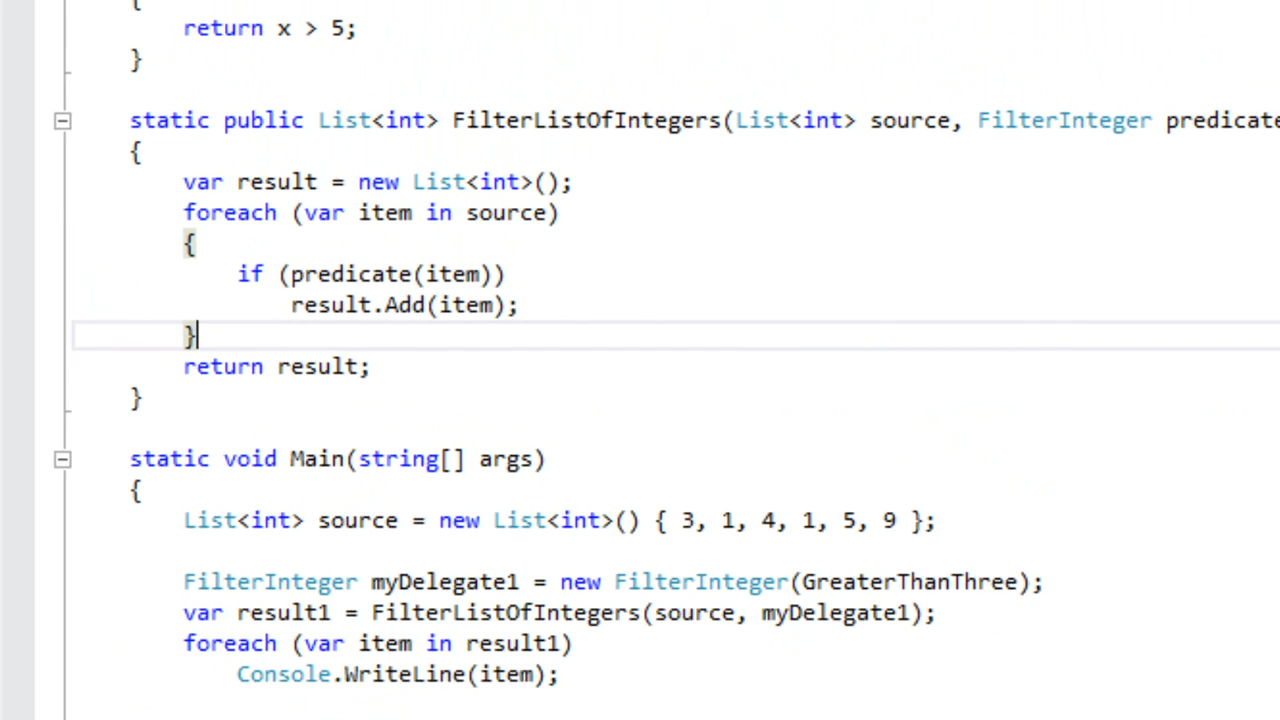 {
return x > 5;
}
static public List<int> FilterListOfIntegers(List<int> source, FilterInteger predicate
{
var result = new List<int>();
foreach (var item in source)
{
if (predicate(item))
result.Add(item);
}
return result;
}
static void Main(string[] args)
{
List<int> source = new List<int>() { 3, 1, 4, 1, 5, 9 };
FilterInteger myDelegate1 = new FilterInteger(GreaterThanThree);
var result1 = FilterListOfIntegers(source, myDelegate1);
foreach (var item in result1)
Console.WriteLine(item);